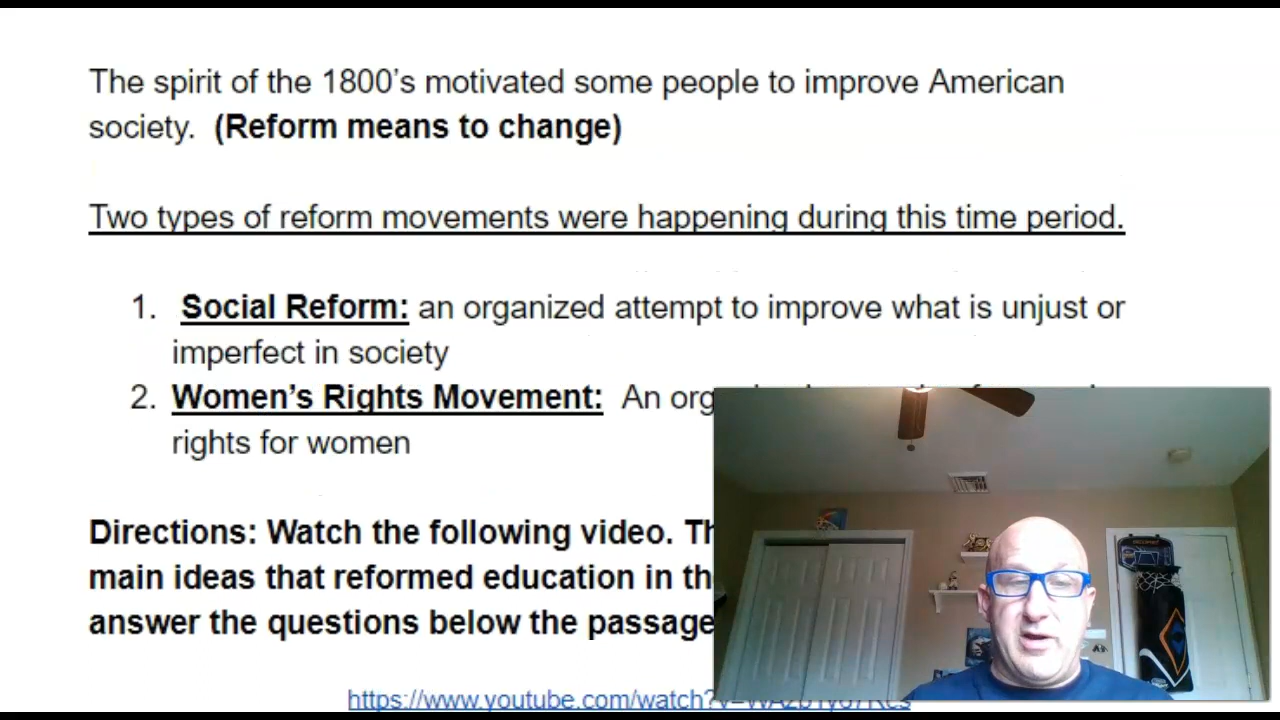 The spirit of the 1800's motivated some people to improve American
society. (Reform means to change)
Two types of reform movements were happening during this time period.
1. Social Reform: an organized attempt to improve what is unjust or
imperfect in society
2. Women's Rights Movement: An
rights for women
Directions: Watch the following video.
main ideas that reformed education in
answer the questions below the passage